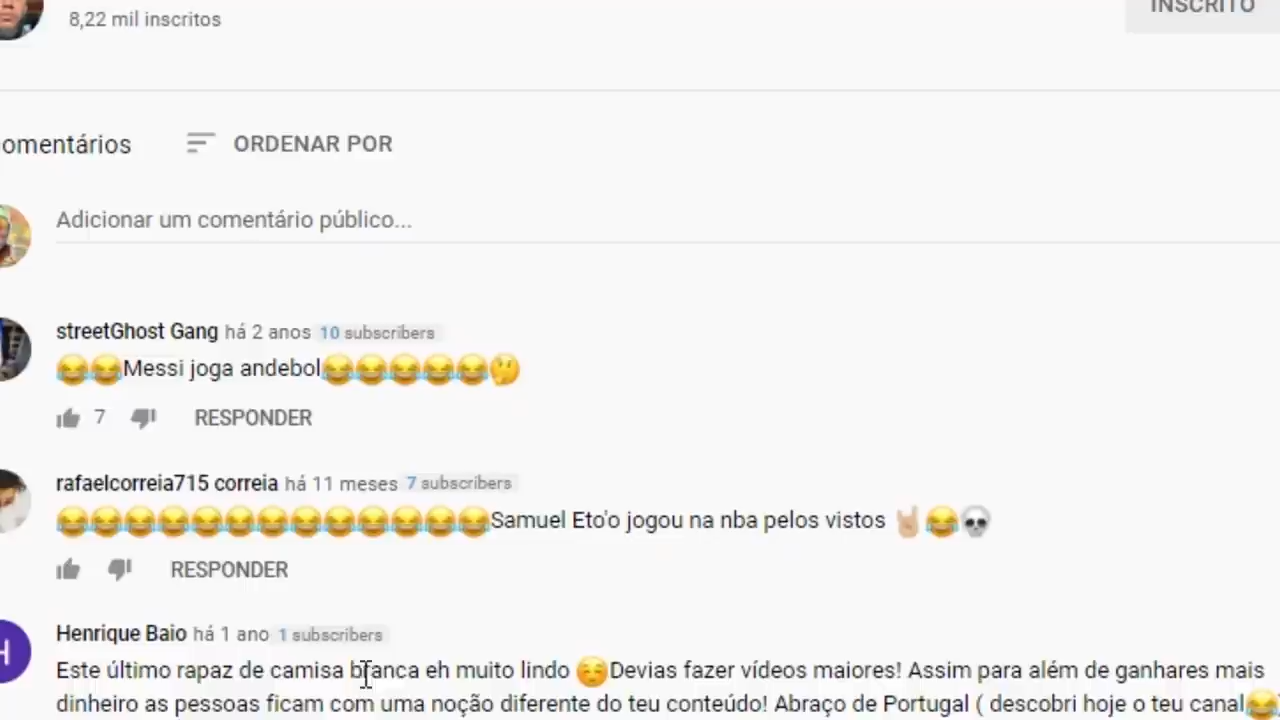 8,22 mil inscritos
INSCRITO
omentários ORDENAR POR
Adicionar um comentário público...
streetGhost Gang há 2 anos 10 subscribers
😂😂Messi joga andebol😂😂😂😂😂🤔
7 RESPONDER
rafaelcorreia715 correia há 11 meses 7 subscribers
😂😂😂😂😂😂😂😂😂😂😂😂😂Samuel Eto'o jogou na nba pelos vistos 🤘🏼😂💀
RESPONDER
H
Henrique Baio há 1 ano 1 subscribers
Este último rapaz de camisa branca eh muito lindo ☺️Devias fazer vídeos maiores! Assim para além de ganhares mais
dinheiro as pessoas ficam com uma noção diferente do teu conteúdo! Abraço de Portugal ( descobri hoje o teu canal😂